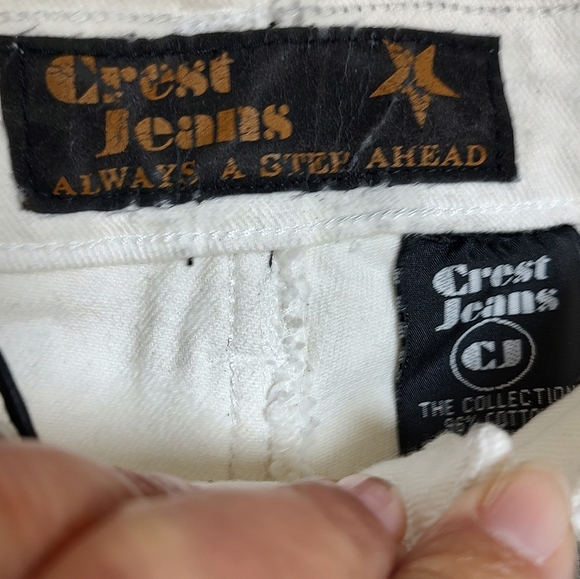 Crest
Jeans
ALWAYS A STEP AHEAD
Crest
Jeans
CJ
THE COLLECTION